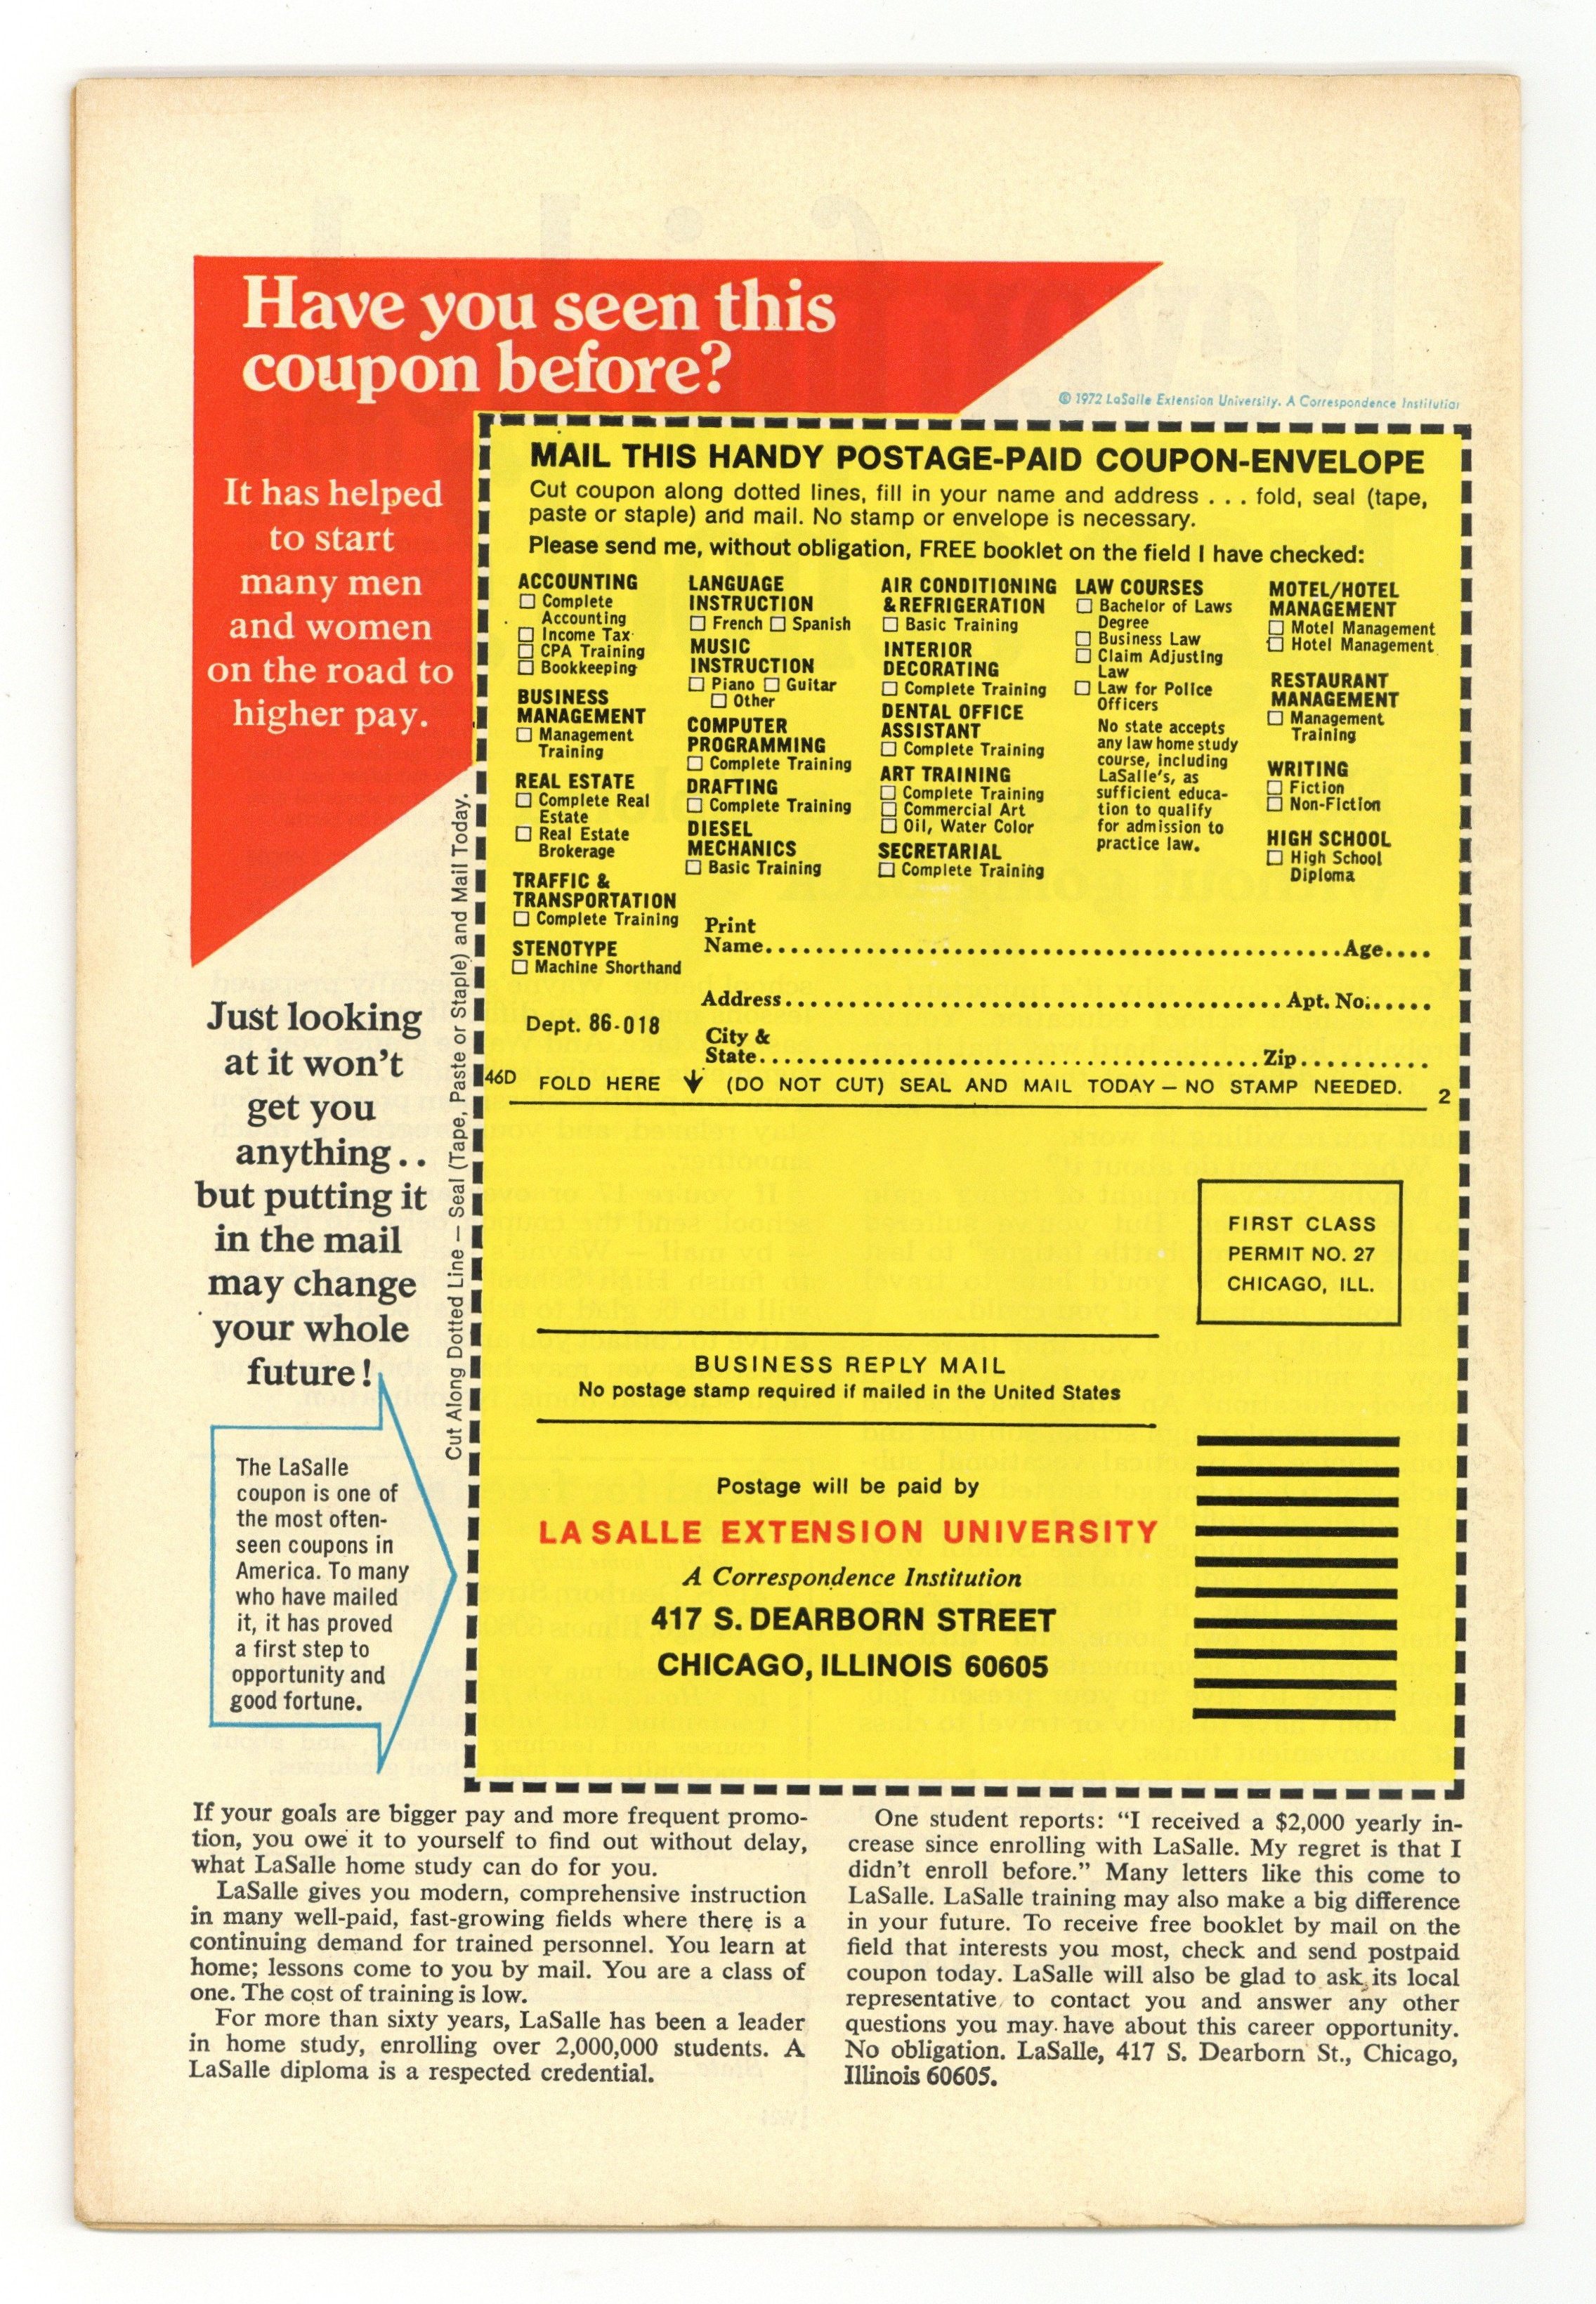 Have you seen this
coupon before?
© 1972 LaSalle Extension University. A Correspondence Institution
It has helped
to start
many men
and women
on the road to
higher pay.
Just looking
at it won't
get you
anything..
but putting it
in the mail
may change
your whole
future!
The LaSalle
coupon is one of
the most often-
seen coupons in
America. To many
who have mailed
it, it has proved
a first step to
opportunity and
good fortune.
Cut Along Dotted Line — Seal (Tape, Paste or Staple) and Mail Today.
MAIL THIS HANDY POSTAGE-PAID COUPON-ENVELOPE
Cut coupon along dotted lines, fill in your name and address . . . fold, seal (tape,
paste or staple) and mail. No stamp or envelope is necessary.
Please send me, without obligation, FREE booklet on the field I have checked:
ACCOUNTING
☐ Complete
Accounting
☐ Income Tax
☐ CPA Training
☐ Bookkeeping
BUSINESS
MANAGEMENT
☐ Management
Training
REAL ESTATE
☐ Complete Real
Estate
☐ Real Estate
Brokerage
TRAFFIC &
TRANSPORTATION
☐ Complete Training
STENOTYPE
☐ Machine Shorthand
LANGUAGE
INSTRUCTION
☐ French ☐ Spanish
MUSIC
INSTRUCTION
☐ Piano ☐ Guitar
☐ Other
COMPUTER
PROGRAMMING
☐ Complete Training
DRAFTING
☐ Complete Training
DIESEL
MECHANICS
☐ Basic Training
AIR CONDITIONING
& REFRIGERATION
☐ Basic Training
INTERIOR
DECORATING
☐ Complete Training
DENTAL OFFICE
ASSISTANT
☐ Complete Training
ART TRAINING
☐ Complete Training
☐ Commercial Art
☐ Oil, Water Color
SECRETARIAL
☐ Complete Training
LAW COURSES
☐ Bachelor of Laws
Degree
☐ Business Law
☐ Claim Adjusting
Law
☐ Law for Police
Officers
No state accepts
any law home study
course, including
LaSalle's, as
sufficient educa-
tion to qualify
for admission to
practice law.
MOTEL/HOTEL
MANAGEMENT
☐ Motel Management
☐ Hotel Management
RESTAURANT
MANAGEMENT
☐ Management
Training
WRITING
☐ Fiction
☐ Non-Fiction
HIGH SCHOOL
☐ High School
Diploma
Print
Name..........Age....
Address..........Apt. No......
Dept. 86-018
City &
State..........Zip..........
46D FOLD HERE ↓ (DO NOT CUT) SEAL AND MAIL TODAY — NO STAMP NEEDED. 2
FIRST CLASS
PERMIT NO. 27
CHICAGO, ILL.
BUSINESS REPLY MAIL
No postage stamp required if mailed in the United States
Postage will be paid by
LA SALLE EXTENSION UNIVERSITY
A Correspondence Institution
417 S. DEARBORN STREET
CHICAGO, ILLINOIS 60605
If your goals are bigger pay and more frequent promo-
tion, you owe it to yourself to find out without delay,
what LaSalle home study can do for you.
LaSalle gives you modern, comprehensive instruction
in many well-paid, fast-growing fields where there is a
continuing demand for trained personnel. You learn at
home; lessons come to you by mail. You are a class of
one. The cost of training is low.
For more than sixty years, LaSalle has been a leader
in home study, enrolling over 2,000,000 students. A
LaSalle diploma is a respected credential.
One student reports: "I received a $2,000 yearly in-
crease since enrolling with LaSalle. My regret is that I
didn't enroll before." Many letters like this come to
LaSalle. LaSalle training may also make a big difference
in your future. To receive free booklet by mail on the
field that interests you most, check and send postpaid
coupon today. LaSalle will also be glad to ask its local
representative to contact you and answer any other
questions you may have about this career opportunity.
No obligation. LaSalle, 417 S. Dearborn St., Chicago,
Illinois 60605.